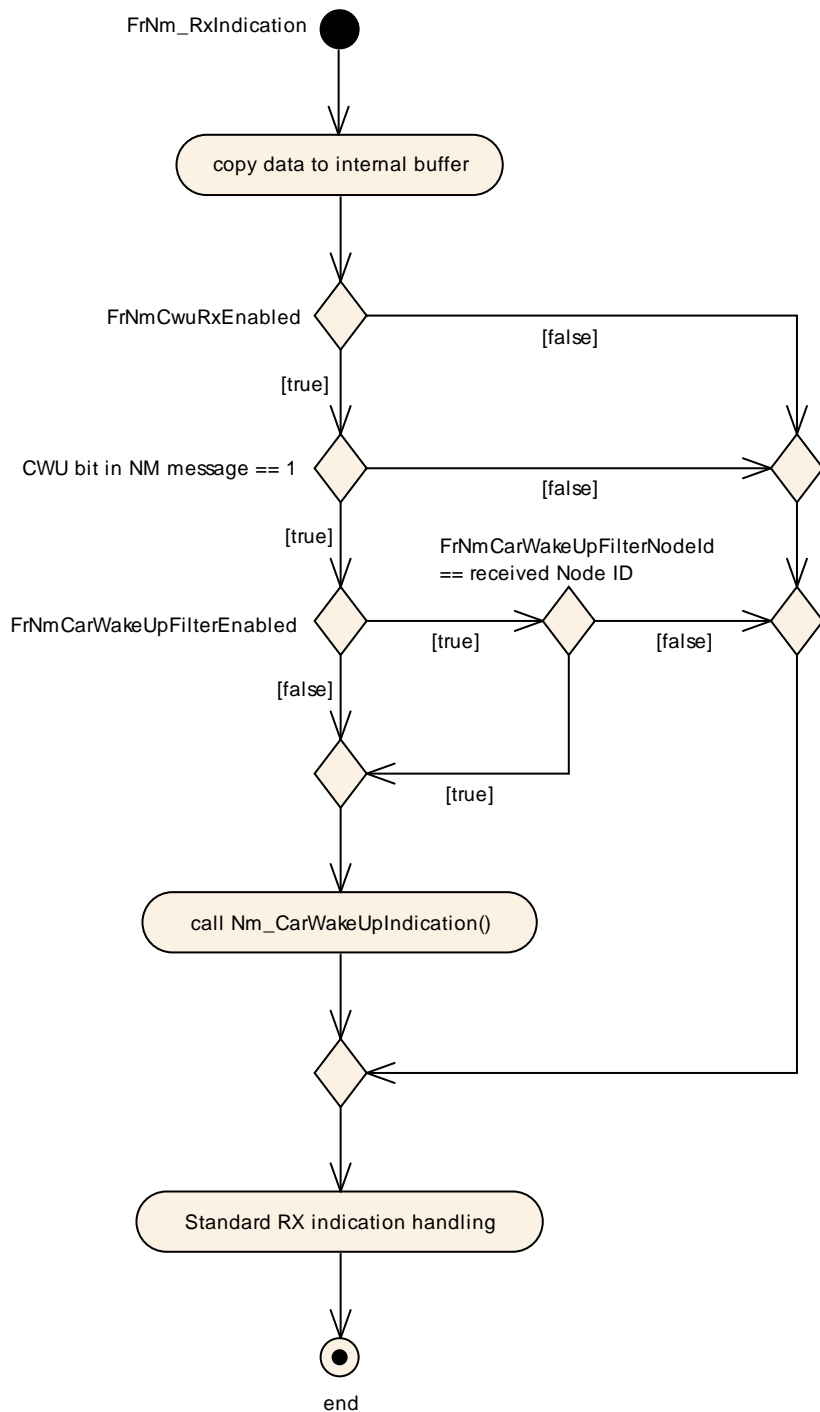 FrNm_RxIndication
copy data to internal buffer
FrNmCwuRxEnabled
[false]
[true]
CWU bit in NM message == 1
[false]
[true]
FrNmCarWakeUpFilterNodeId
== received Node ID
FrNmCarWakeUpFilterEnabled
[true]
[false]
[false]
[true]
call Nm_CarWakeUpIndication()
Standard RX indication handling
end